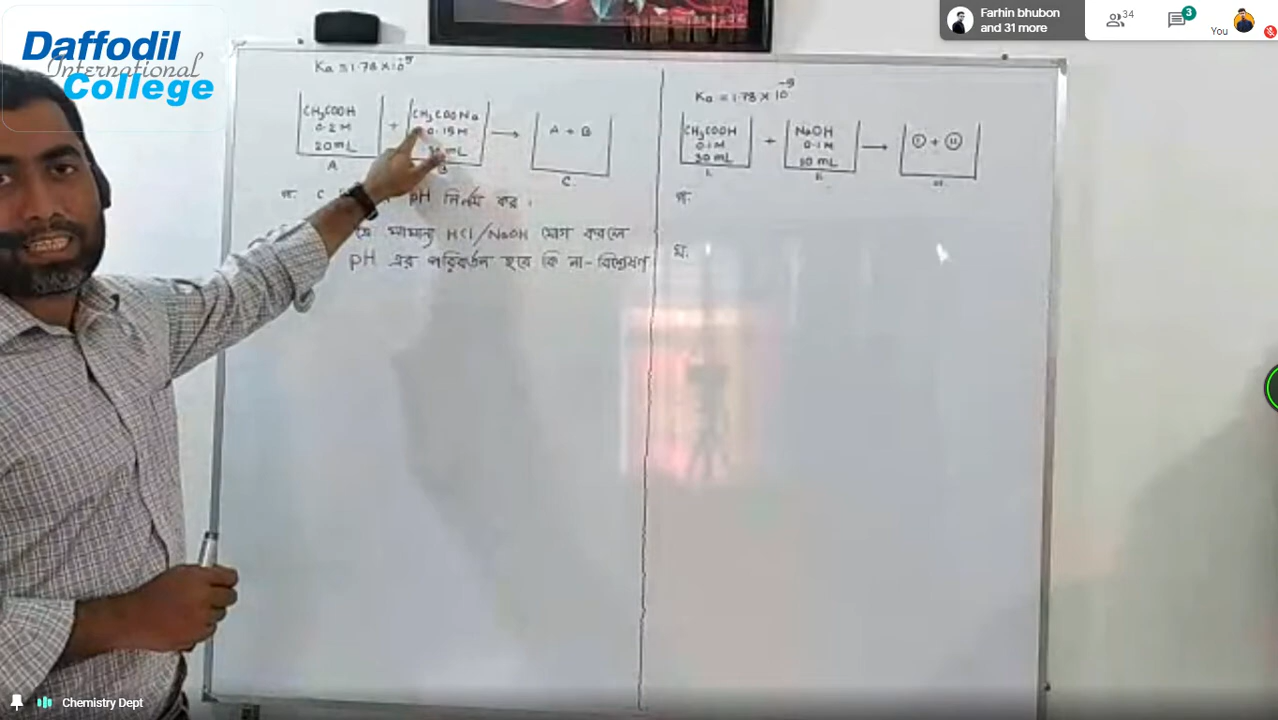 Daffodil
International
College
Farhin bhubon
and 31 more
34
3
You
Ka = 1.78 × 10⁻⁵
CH₃COOH
0.2 M
20 mL
A
+
CH₃COONa
0.15 M
mL
→
A + B
C
গ. C
pH নির্ণয় কর।
সামান্য HCl/NaOH যোগ করলে
pH এর পরিবর্তন হবে কি না - বিশ্লেষণ
Ka = 1.78 × 10
CH₃COOH
0.1 M
30 mL
+
NaOH
0.1 M
10 mL
→
+
গ.
ঘ.
Chemistry Dept